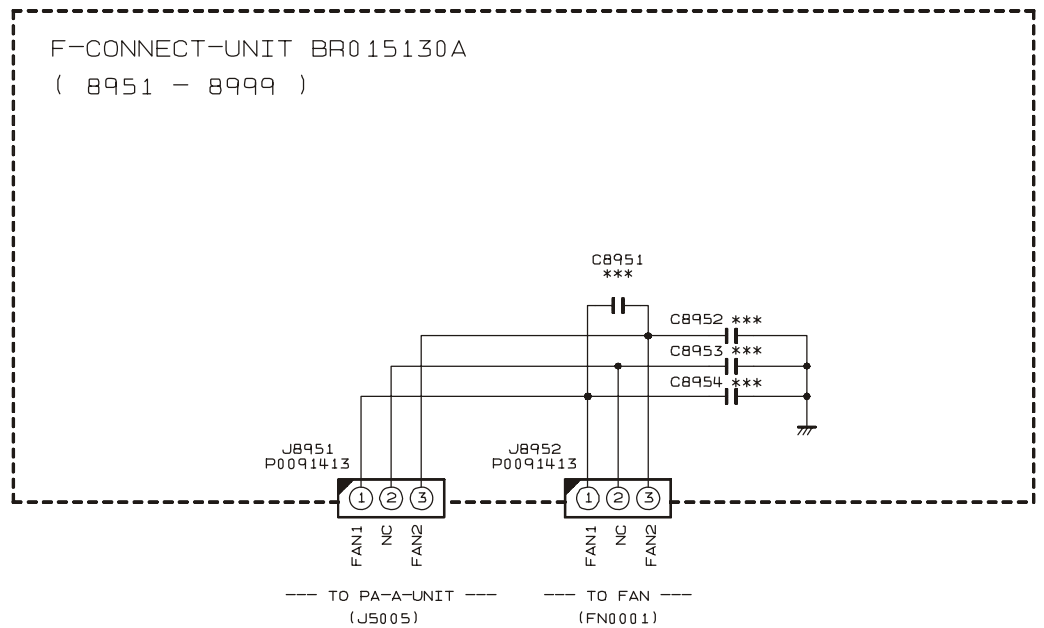 F-CONNECT-UNIT BR015130A
( 8951 - 8999 )
C8951
***
C8952 ***
C8953 ***
C8954 ***
J8951
P0091413
J8952
P0091413
1 2 3
1 2 3
FAN1
NC
FAN2
FAN1
NC
FAN2
--- TO PA-A-UNIT ---
(J5005)
--- TO FAN ---
(FN0001)